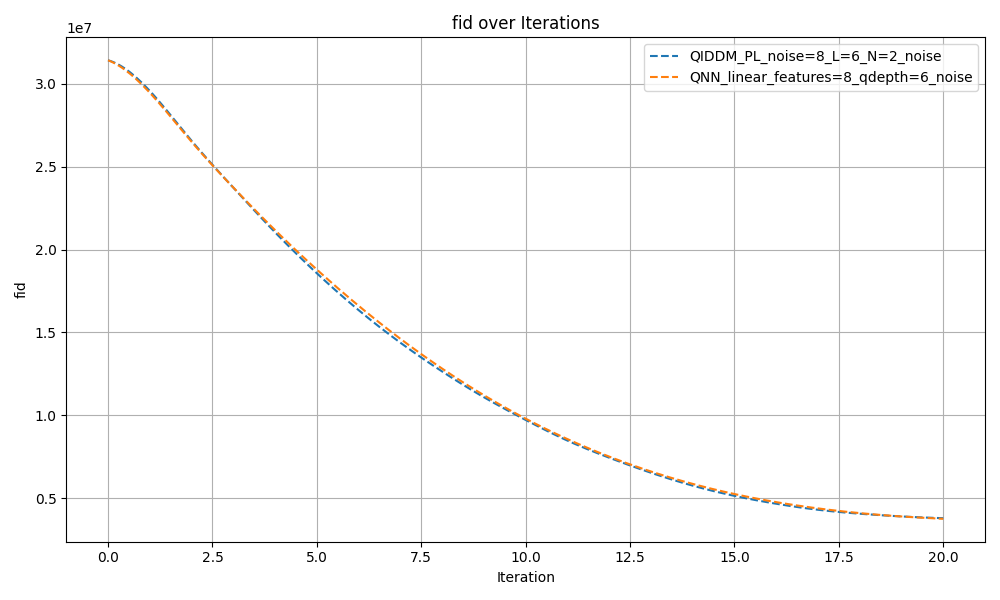 fid over Iterations
1e7
QIDDM_PL_noise=8_L=6_N=2_noise
QNN_linear_features=8_qdepth=6_noise
3.0
2.5
2.0
1.5
1.0
0.5
fid
0.0 2.5 5.0 7.5 10.0 12.5 15.0 17.5 20.0
Iteration